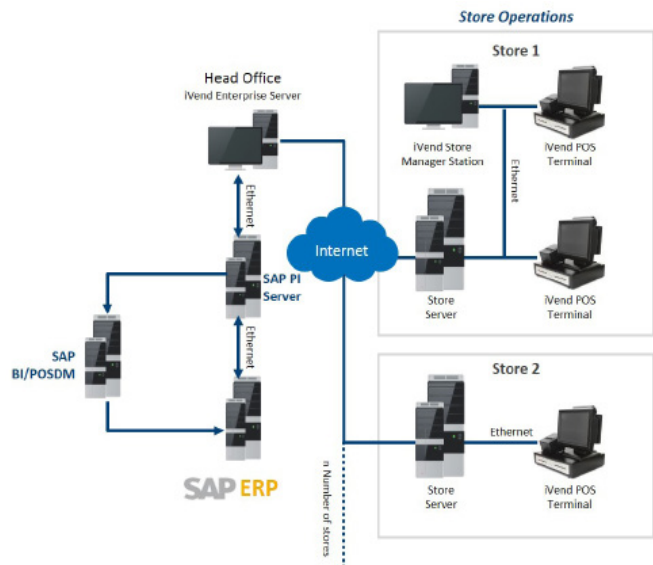 Store Operations
Store 1
Head Office
iVend Enterprise Server
iVend Store
Manager Station
iVend POS
Terminal
Ethernet
Ethernet
Internet
SAP PI
Server
Store
Server
iVend POS
Terminal
Ethernet
SAP
BI/POSDM
Store 2
Ethernet
Store
Server
iVend POS
Terminal
SAP ERP
n Number of stores